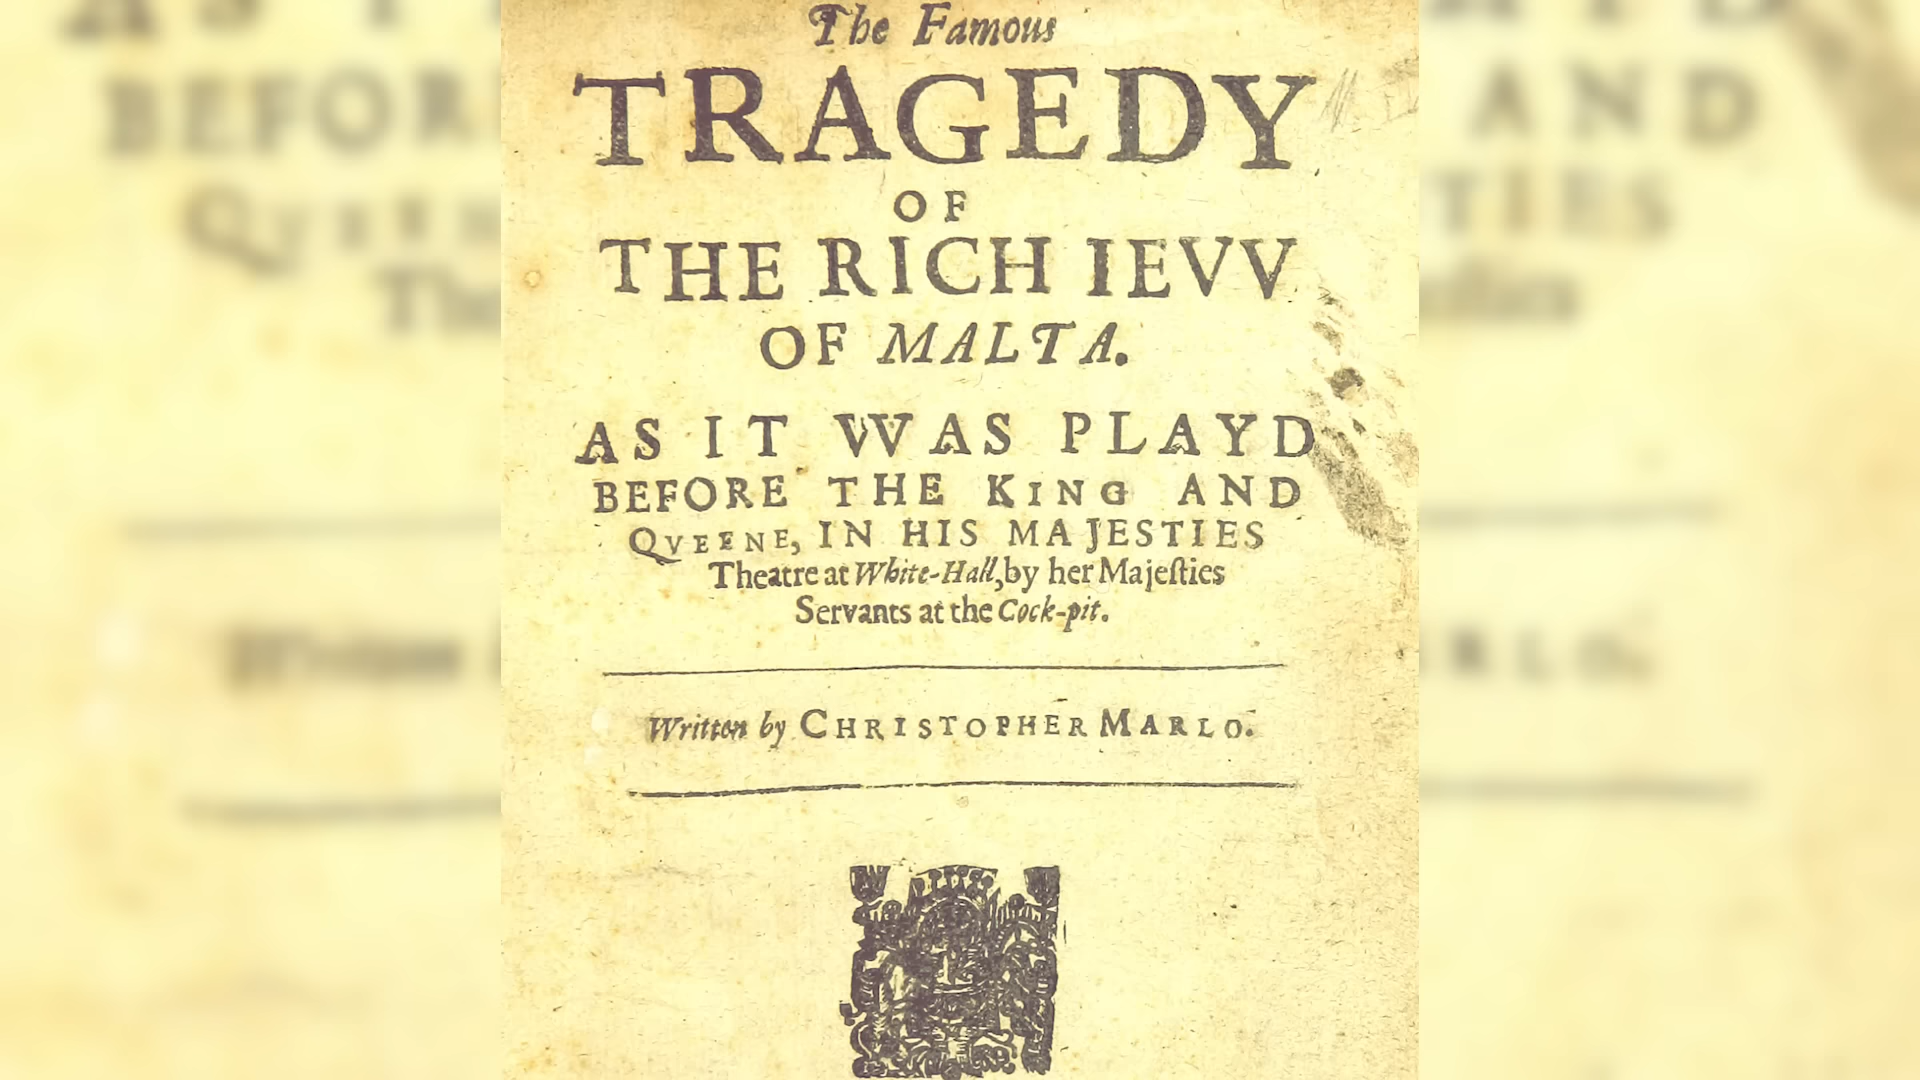 The Famous
TRAGEDY
OF
THE RICH IEVV
OF MALTA.
AS IT VVAS PLAYD
BEFORE THE KING AND
QVEENE, IN HIS MAJESTIES
Theatre at White-Hall, by her Majeſties
Servants at the Cock-pit.
Written by CHRISTOPHER MARLO.